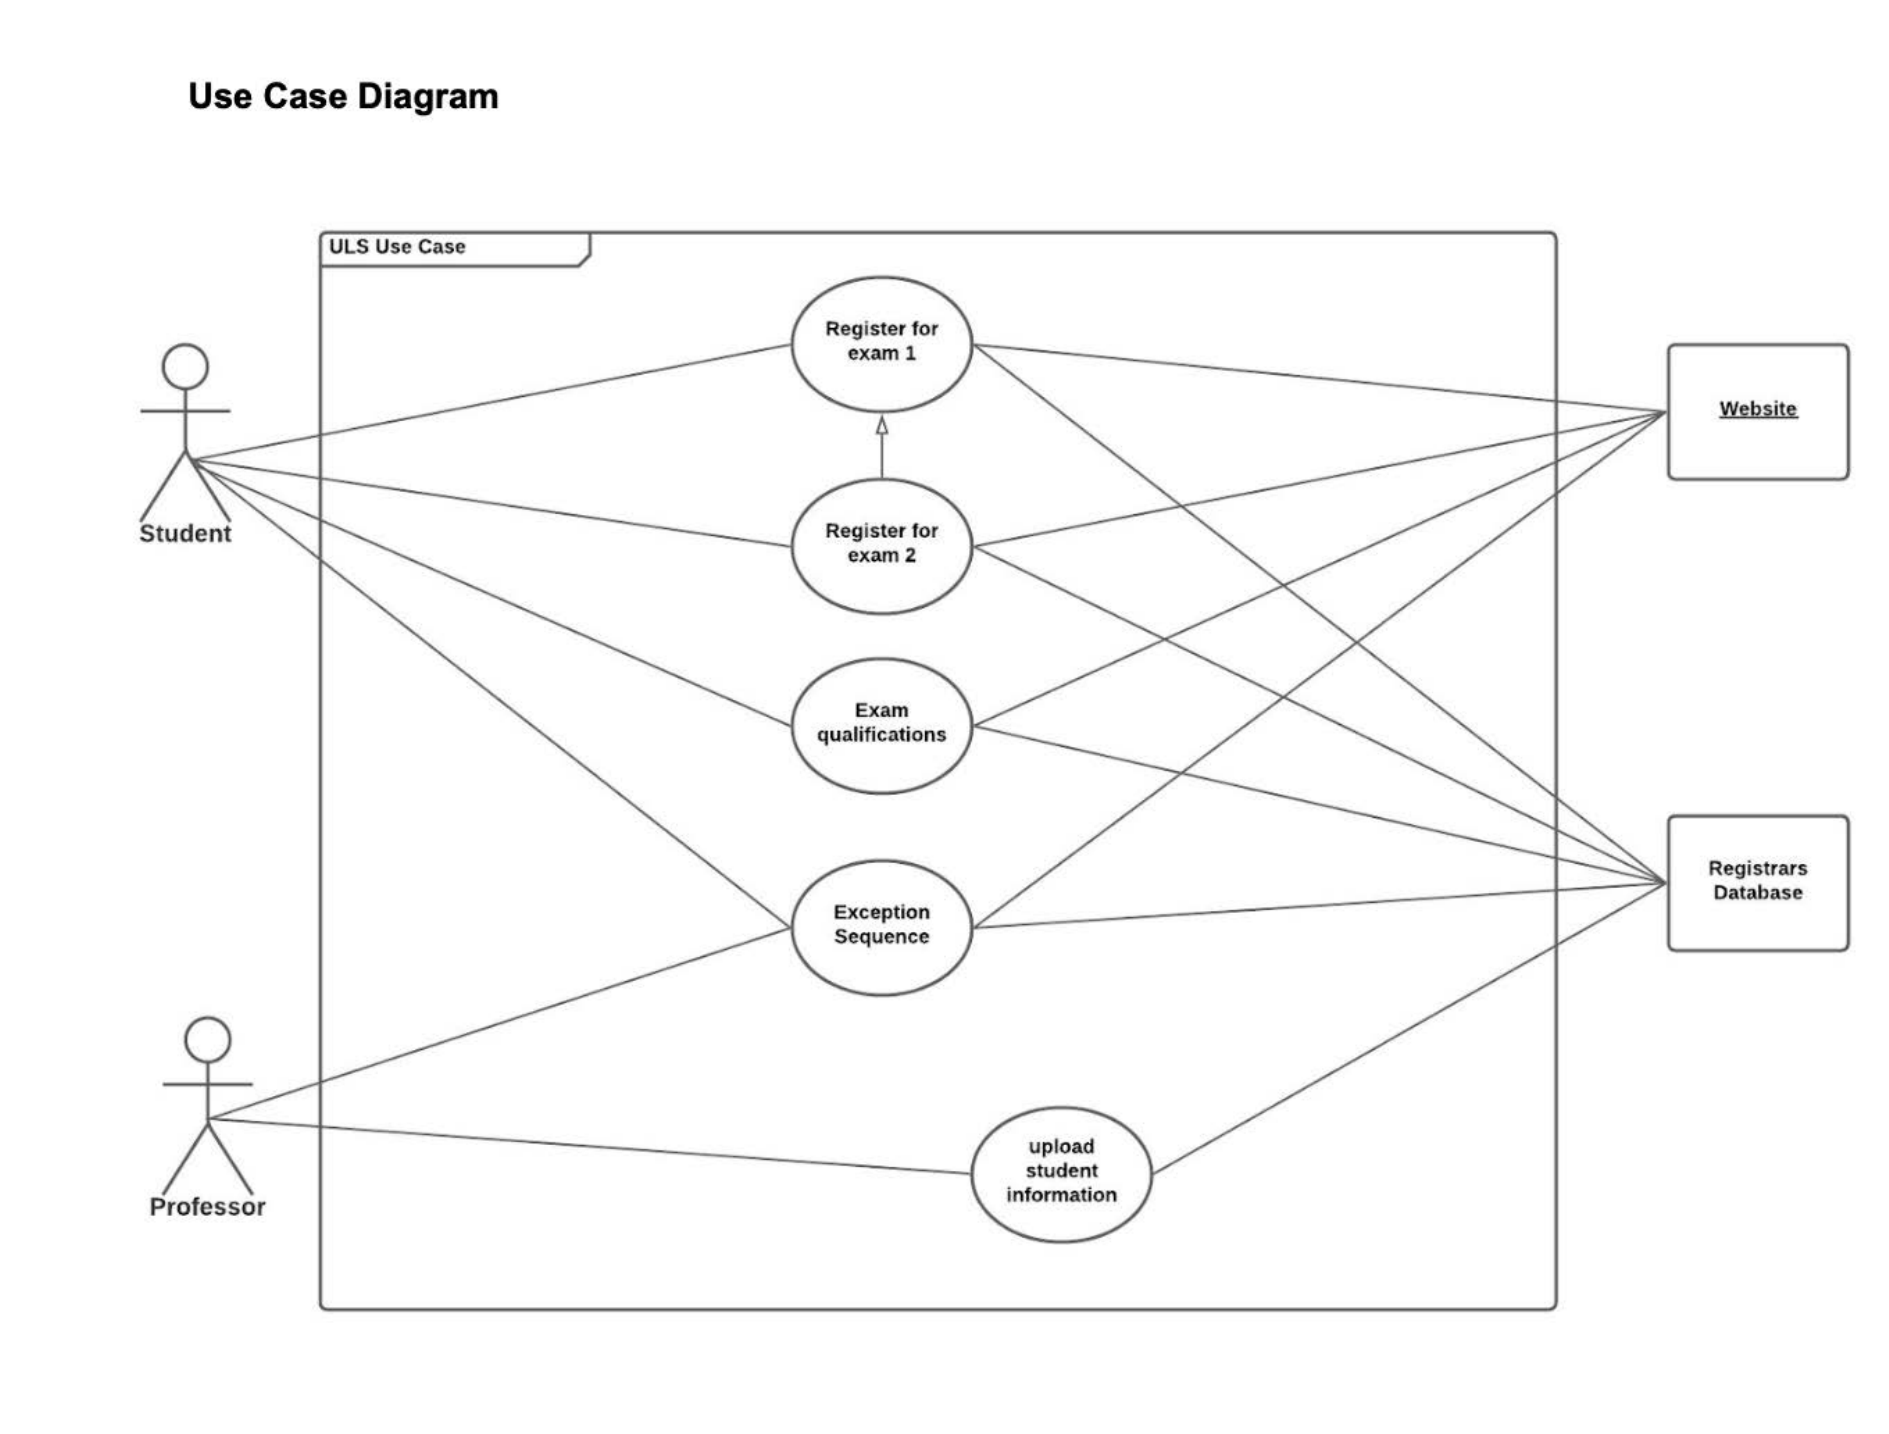 Use Case Diagram
ULS Use Case
Register for
exam 1
Website
Student
Register for
exam 2
Exam
qualifications
Registrars
Database
Exception
Sequence
upload
student
information
Professor